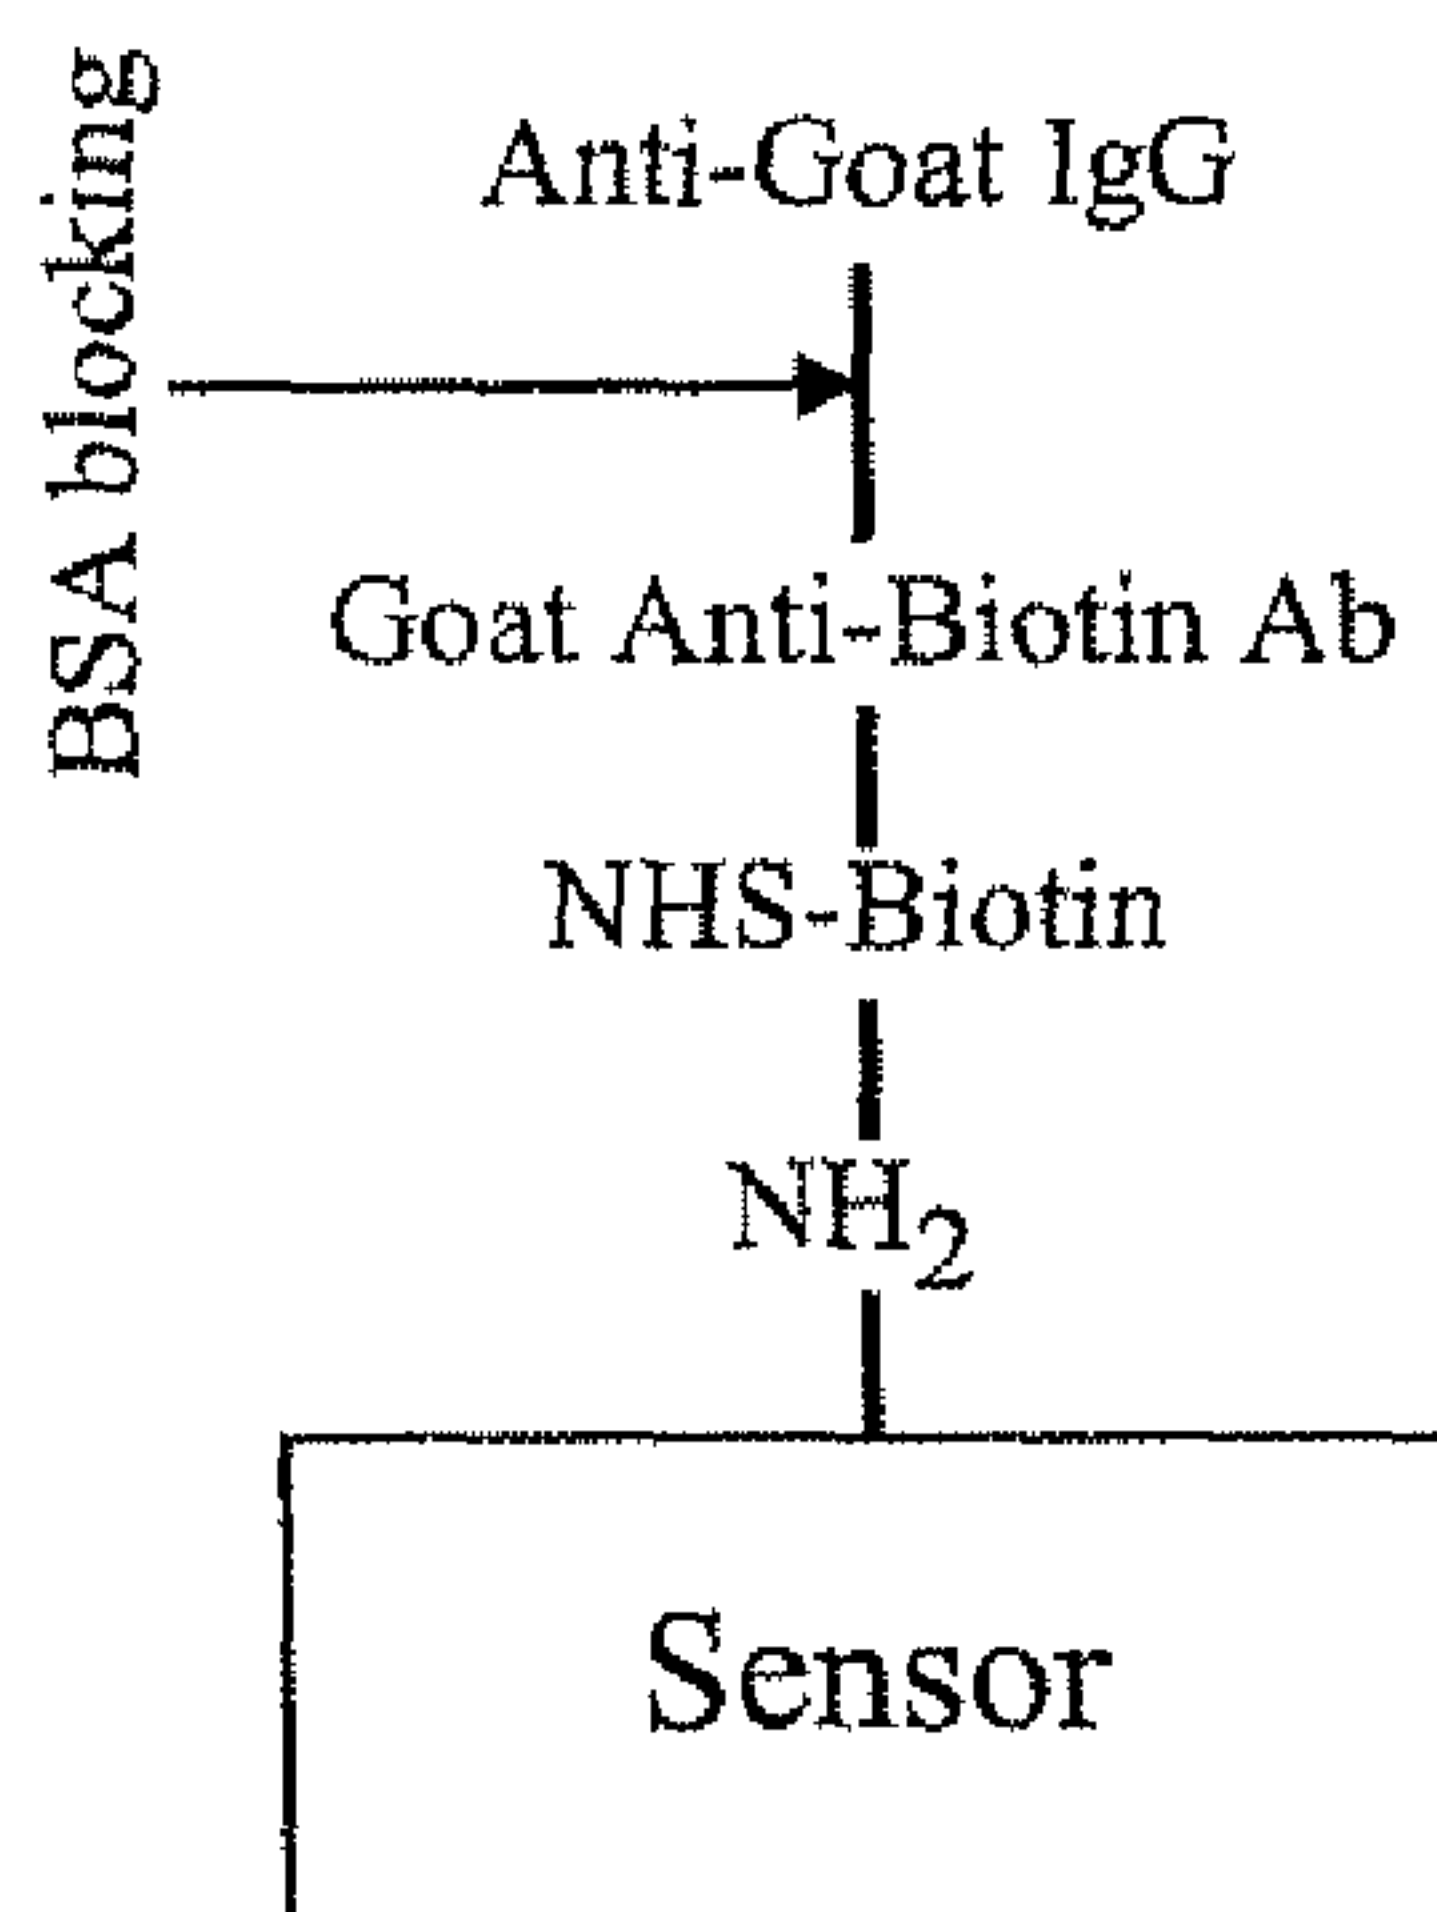 BSA blocking
Anti-Goat IgG
Goat Anti-Biotin Ab
NHS-Biotin
NH2
Sensor